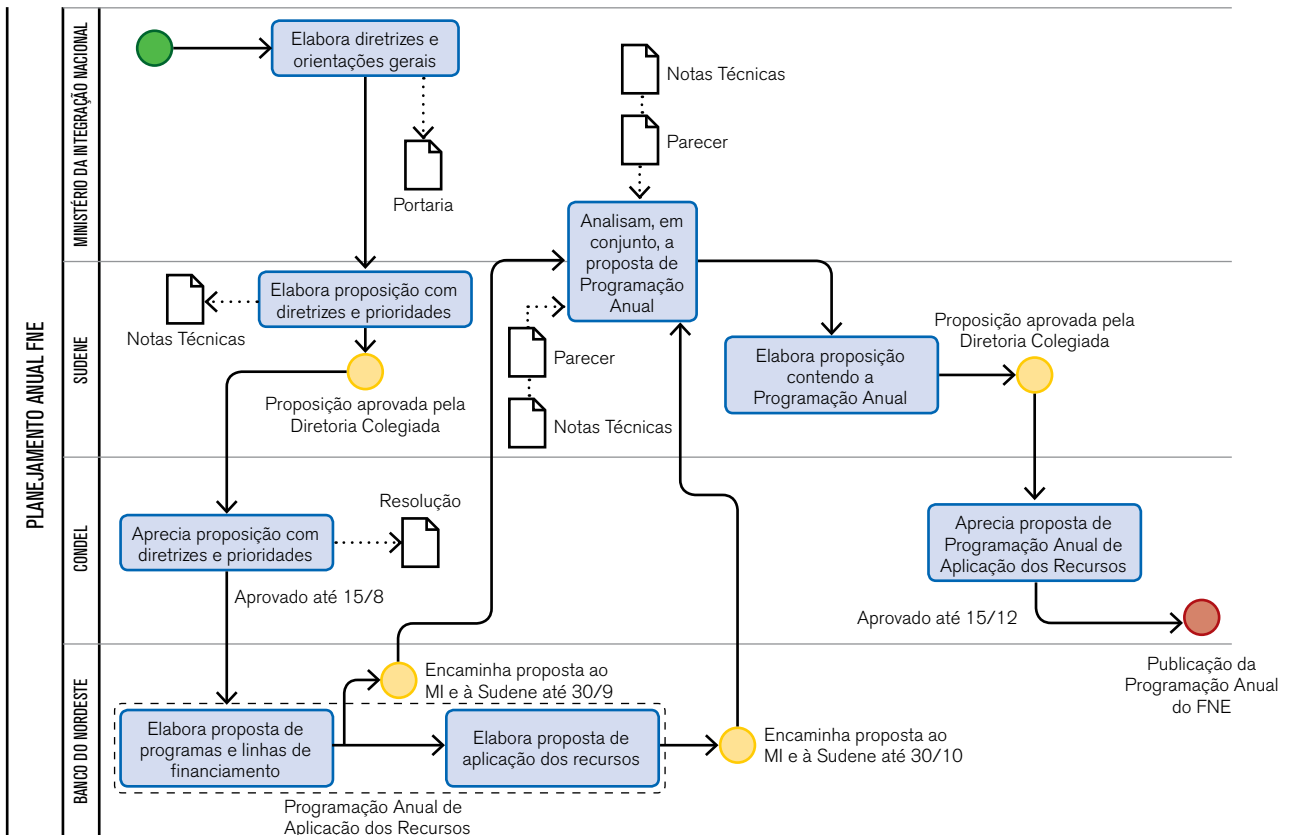 PLANEJAMENTO ANUAL FNE
MINISTÉRIO DA INTEGRAÇÃO NACIONAL
Elabora diretrizes e
orientações gerais
Portaria
Notas Técnicas
Parecer
Analisam, em
conjunto, a
proposta de
Programação
Anual
SUDENE
Elabora proposição com
diretrizes e prioridades
Notas Técnicas
Proposição aprovada pela
Diretoria Colegiada
Parecer
Notas Técnicas
Elabora proposição
contendo a
Programação Anual
Proposição aprovada pela
Diretoria Colegiada
CONDEL
Aprecia proposição com
diretrizes e prioridades
Resolução
Aprovado até 15/8
Aprecia proposta de
Programação Anual de
Aplicação dos Recursos
Aprovado até 15/12
Publicação da
Programação Anual
do FNE
BANCO DO NORDESTE
Elabora proposta de
programas e linhas de
financiamento
Encaminha proposta ao
MI e à Sudene até 30/9
Elabora proposta de
aplicação dos recursos
Encaminha proposta ao
MI e à Sudene até 30/10
Programação Anual de
Aplicação dos Recursos